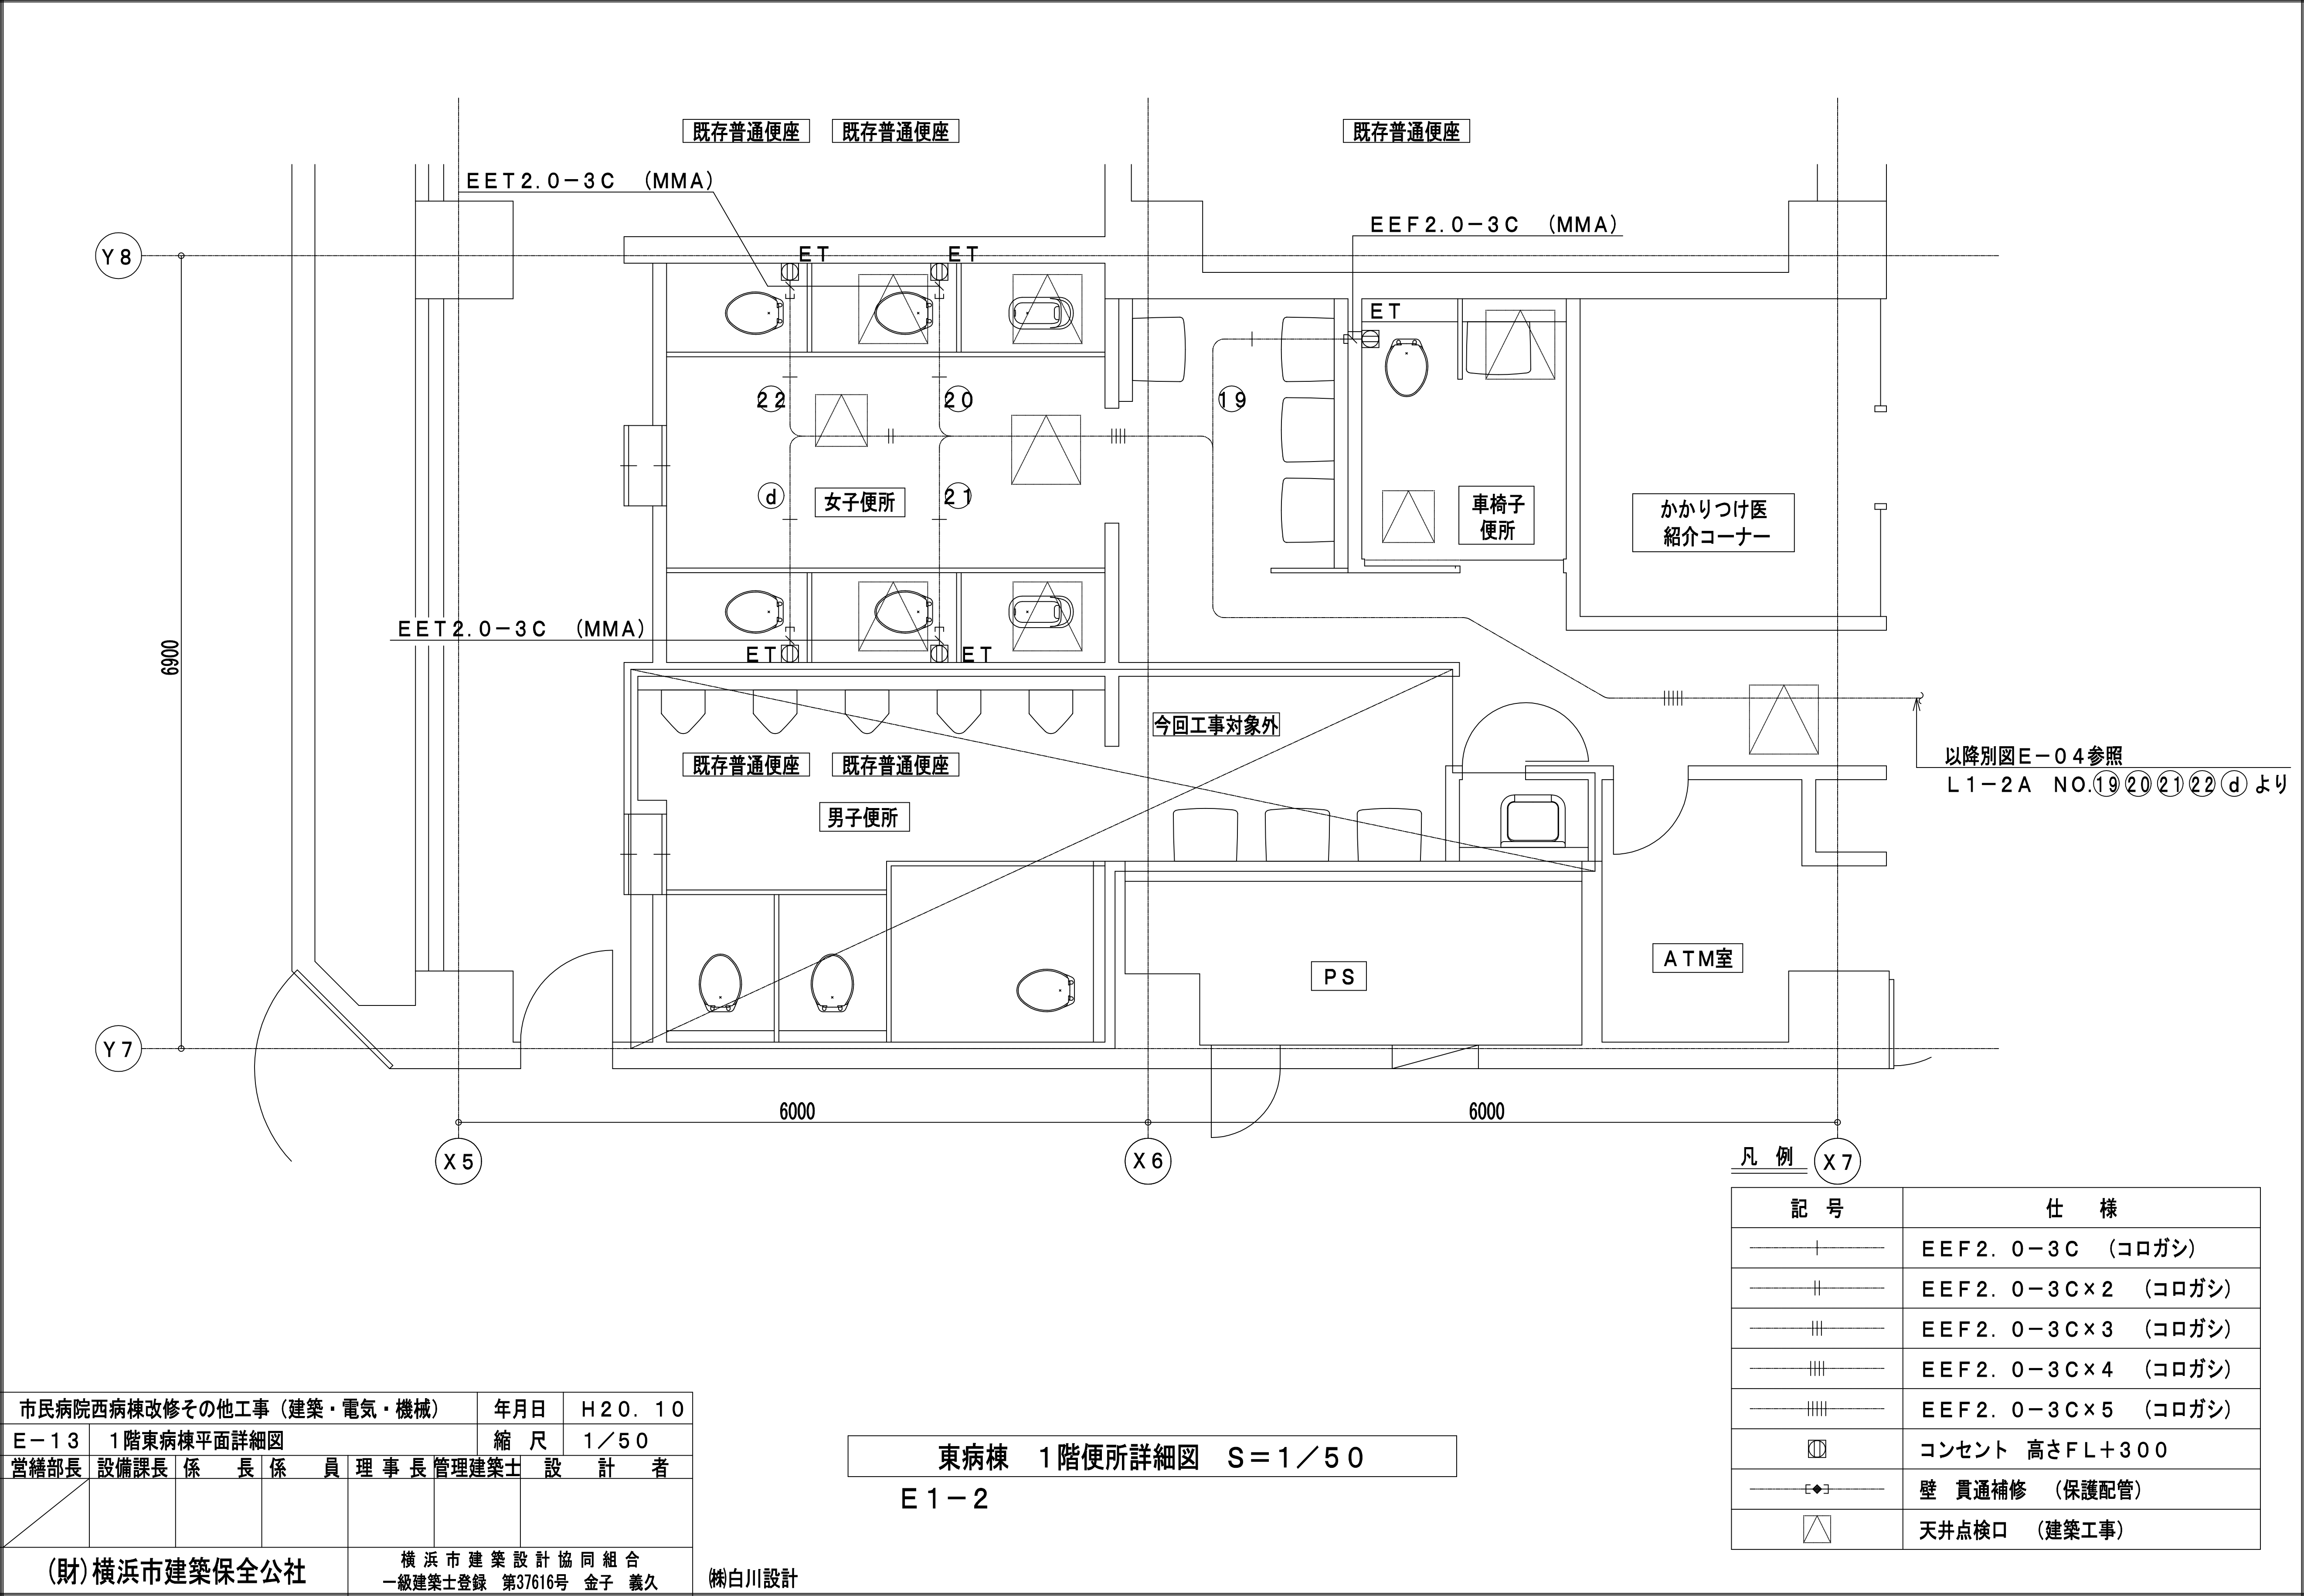 既存普通便座 既存普通便座 既存普通便座
EET2.0-3C (MMA)
EEF2.0-3C (MMA)
Y8
ET ET
ET
22 20 19
d 21
女子便所
車椅子
便所
かかりつけ医
紹介コーナー
EET2.0-3C (MMA)
ET ET
6900
今回工事対象外
既存普通便座 既存普通便座
男子便所
以降別図E-04参照
L1-2A NO.⑲⑳㉑㉒ⓓより
ATM室
PS
Y7
6000 6000
X5 X6 X7
凡 例
記 号 仕 様
EEF2.0-3C (コロガシ)
EEF2.0-3C×2 (コロガシ)
EEF2.0-3C×3 (コロガシ)
EEF2.0-3C×4 (コロガシ)
EEF2.0-3C×5 (コロガシ)
コンセント 高さFL+300
壁 貫通補修 (保護配管)
天井点検口 (建築工事)
市民病院西病棟改修その他工事(建築・電気・機械) 年月日 H20.10
E-13 1階東病棟平面詳細図 縮 尺 1/50
営繕部長 設備課長 係 長 係 員 理 事 長 管理建築士 設 計 者
(財)横浜市建築保全公社
横浜市建築設計協同組合
一級建築士登録 第37616号 金子 義久
東病棟 1階便所詳細図 S=1/50
E1-2
㈱白川設計